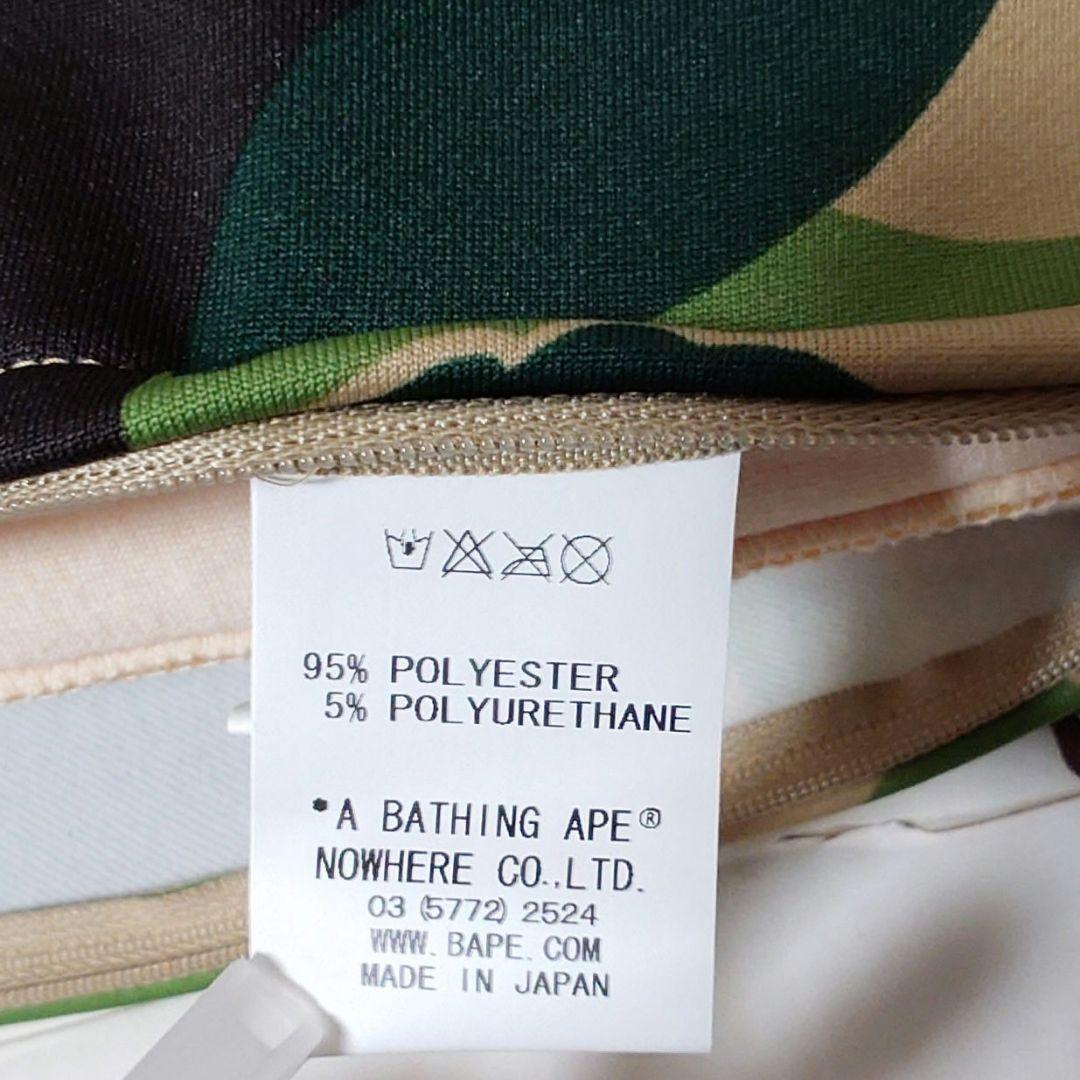 95% POLYESTER
5% POLYURETHANE
*A BATHING APE®
NOWHERE CO.,LTD.
03 (5772) 2524
WWW. BAPE. COM
MADE IN JAPAN